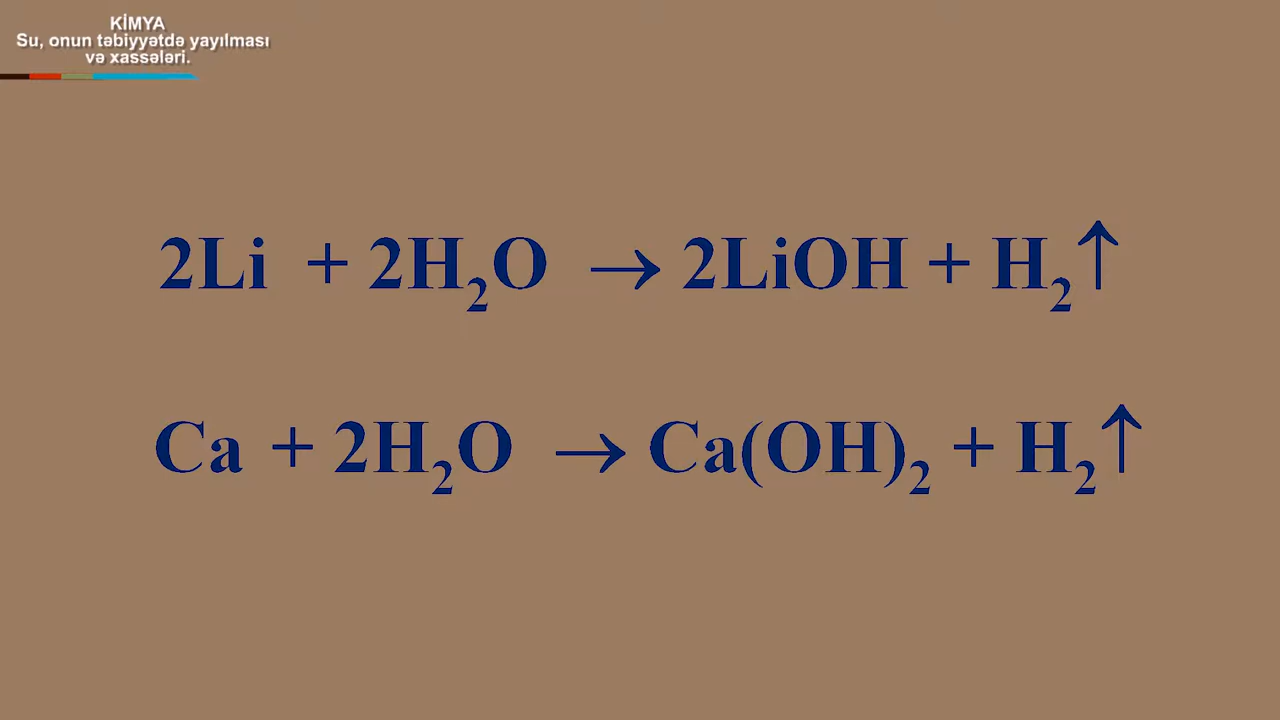 KİMYA
Su, onun təbiyyətdə yayılması
və xassələri.
2Li + 2H₂O → 2LiOH + H₂↑
Ca + 2H₂O → Ca(OH)₂ + H₂↑